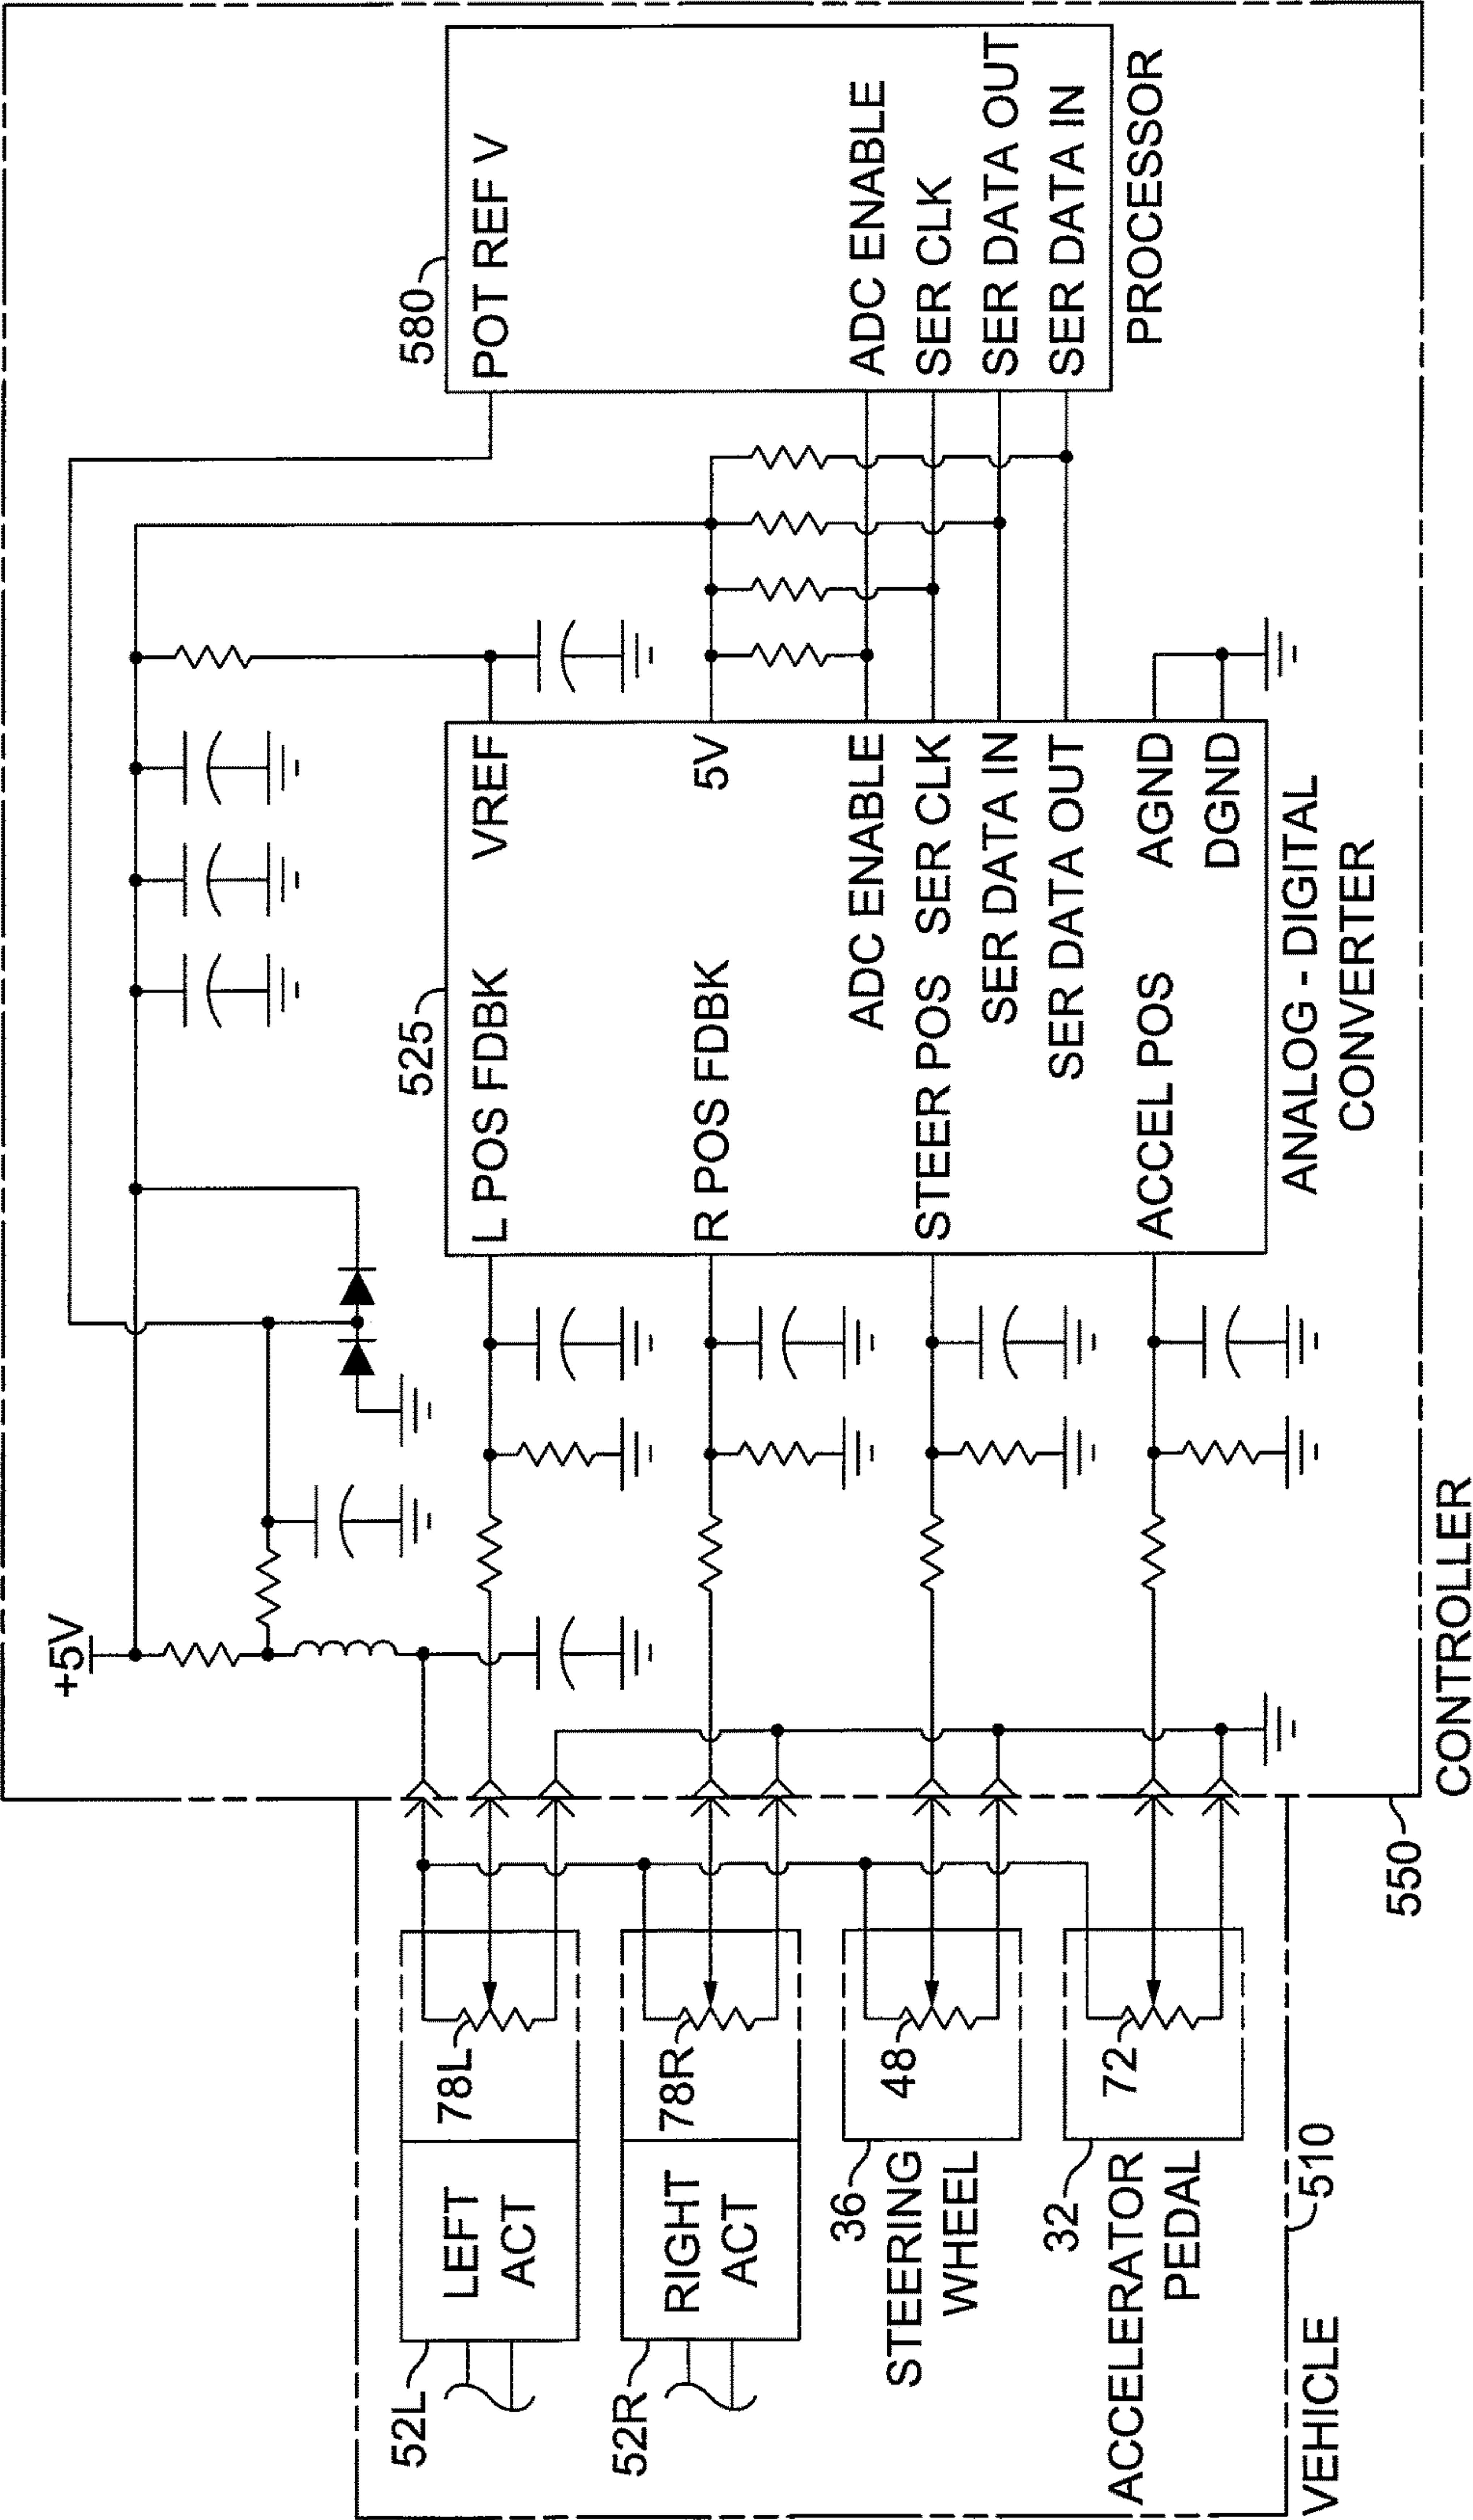 580
POT REF V
ADC ENABLE
SER CLK
SER DATA OUT
SER DATA IN
PROCESSOR
525
L POS FDBK
VREF
R POS FDBK
5V
ADC ENABLE
STEER POS
SER CLK
SER DATA IN
SER DATA OUT
ACCEL POS
AGND
DGND
ANALOG - DIGITAL
CONVERTER
+5V
CONTROLLER
550
52L
LEFT
ACT
78L
52R
RIGHT
ACT
78R
36
STEERING
WHEEL
48
32
ACCELERATOR
PEDAL
72
510
VEHICLE